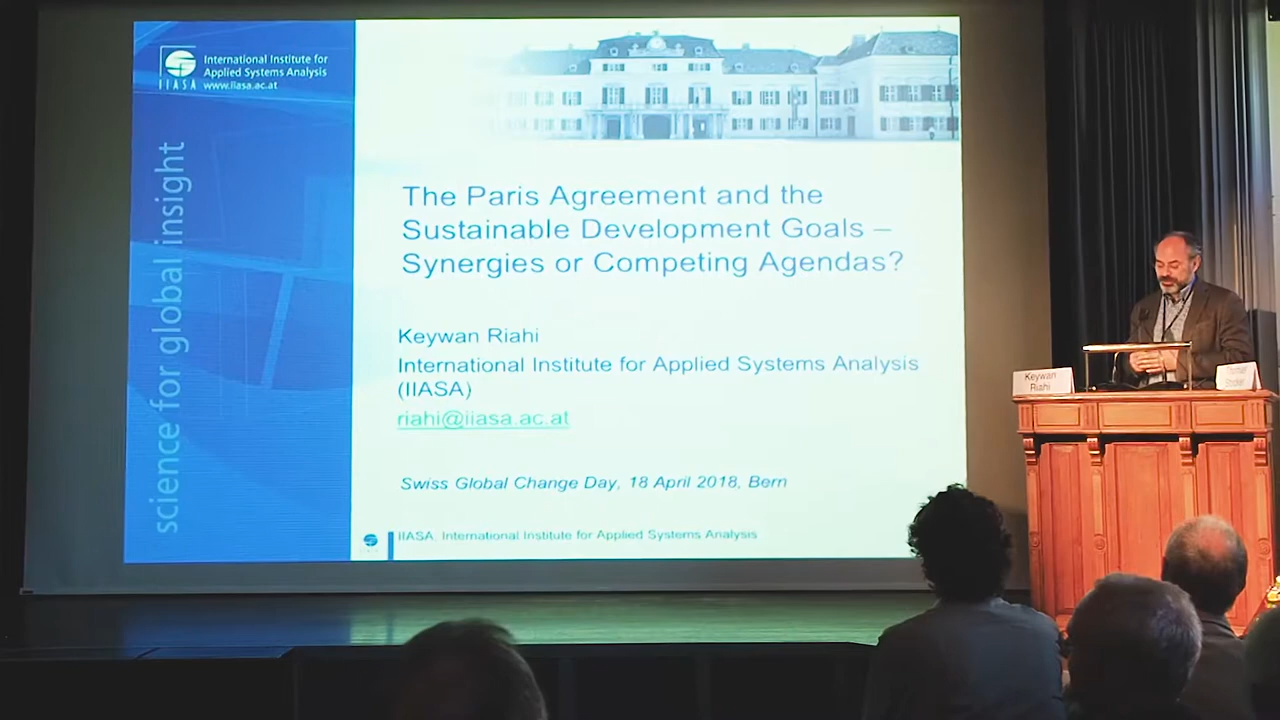 International Institute for
Applied Systems Analysis
IIASA www.iiasa.ac.at
science for global insight
The Paris Agreement and the
Sustainable Development Goals –
Synergies or Competing Agendas?
Keywan Riahi
International Institute for Applied Systems Analysis
(IIASA)
riahi@iiasa.ac.at
Swiss Global Change Day, 18 April 2018, Bern
IIASA, International Institute for Applied Systems Analysis
Keywan
Riahi